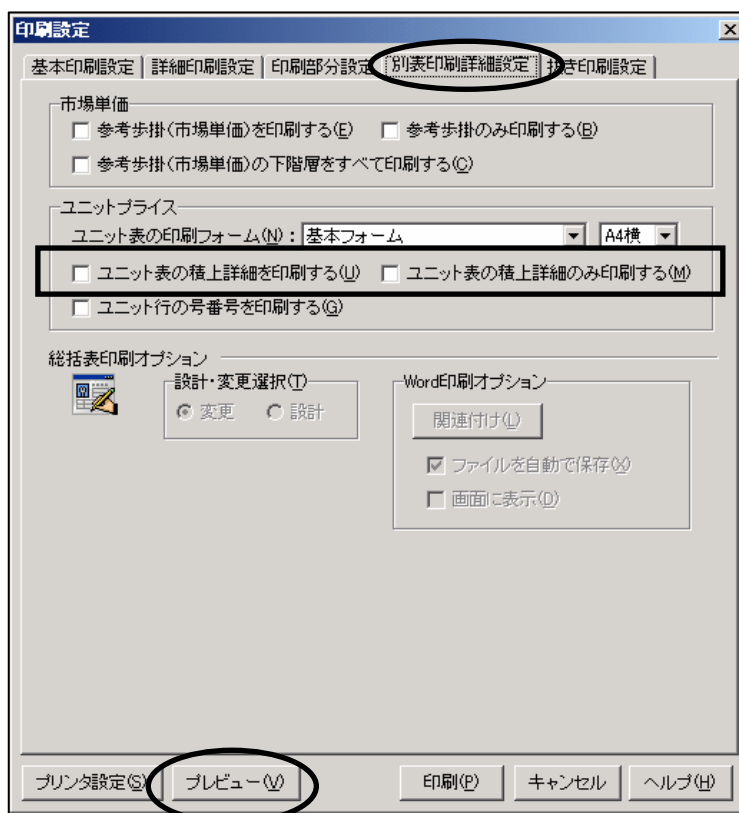 印刷設定
基本印刷設定 詳細印刷設定 印刷部分設定 別表印刷詳細設定 抜き印刷設定
市場単価
参考歩掛(市場単価)を印刷する(E) 参考歩掛のみ印刷する(B)
参考歩掛(市場単価)の下階層をすべて印刷する(C)
ユニットプライス
ユニット表の印刷フォーム(N)： 基本フォーム A4横
ユニット表の積上詳細を印刷する(U) ユニット表の積上詳細のみ印刷する(M)
ユニット行の号番号を印刷する(G)
総括表印刷オプション
設計・変更選択(T) Word印刷オプション
変更 設計 関連付け(L)
ファイルを自動で保存(X)
画面に表示(D)
プリンタ設定(S) プレビュー(V) 印刷(P) キャンセル ヘルプ(H)